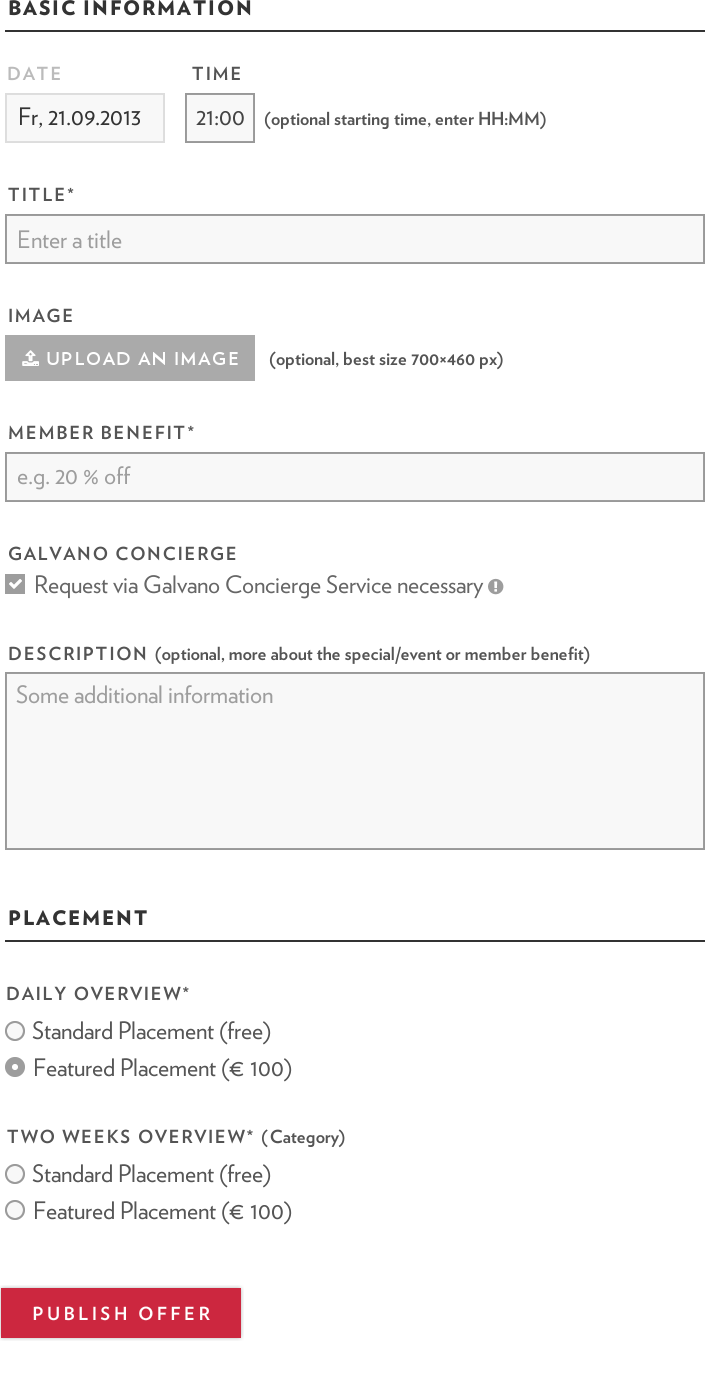 BASIC INFORMATION
DATE TIME
Fr, 21.09.2013 21:00 (optional starting time, enter HH:MM)
TITLE*
Enter a title
IMAGE
UPLOAD AN IMAGE (optional, best size 700×460 px)
MEMBER BENEFIT*
e.g. 20 % off
GALVANO CONCIERGE
Request via Galvano Concierge Service necessary
DESCRIPTION (optional, more about the special/event or member benefit)
Some additional information
PLACEMENT
DAILY OVERVIEW*
Standard Placement (free)
Featured Placement (€ 100)
TWO WEEKS OVERVIEW* (Category)
Standard Placement (free)
Featured Placement (€ 100)
PUBLISH OFFER